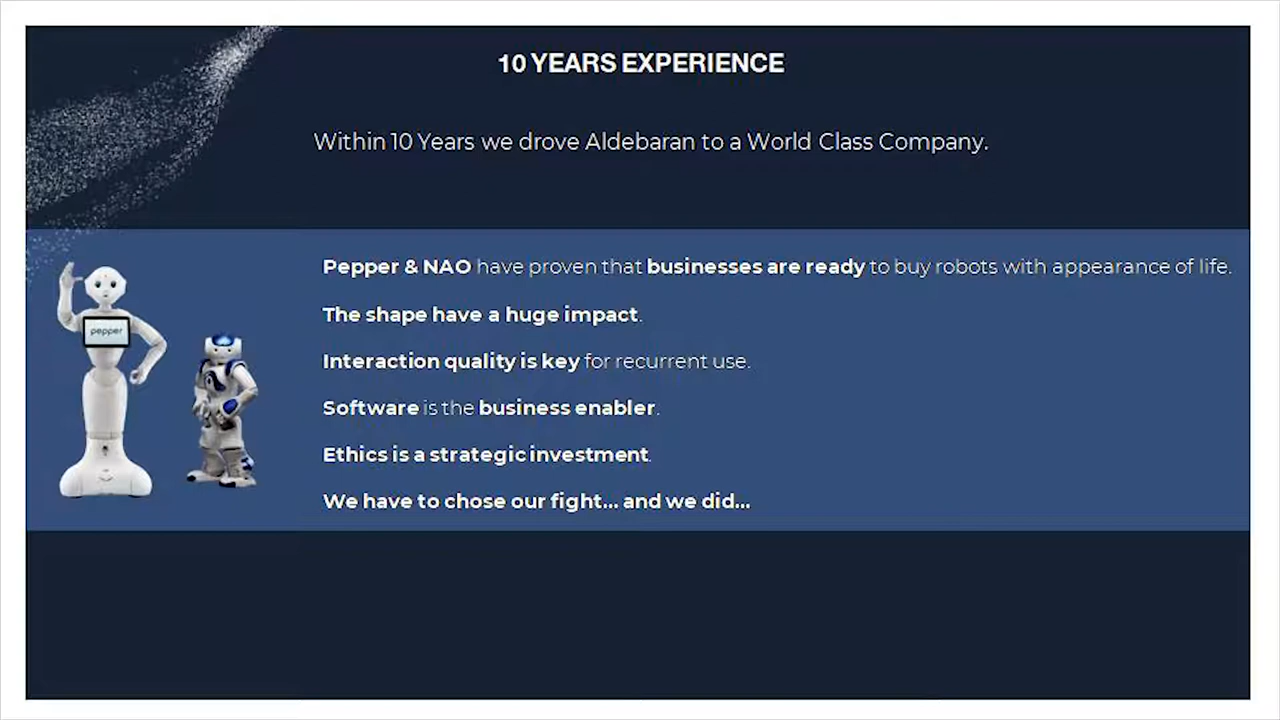 10 YEARS EXPERIENCE
Within 10 Years we drove Aldebaran to a World Class Company.
Pepper & NAO have proven that businesses are ready to buy robots with appearance of life.
The shape have a huge impact.
Interaction quality is key for recurrent use.
Software is the business enabler.
Ethics is a strategic investment.
We have to chose our fight... and we did...
pepper